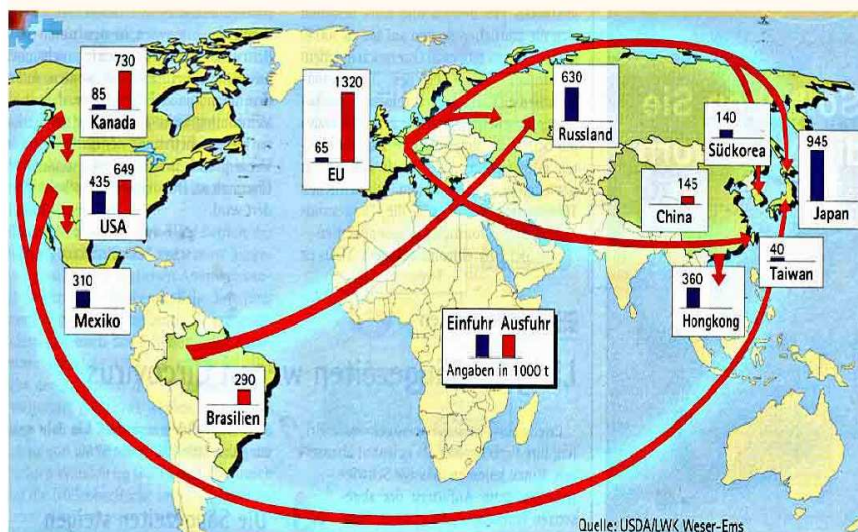 730
85
Kanada
649
435
USA
310
Mexiko
290
Brasilien
1320
65
EU
630
Russland
140
Südkorea
945
Japan
145
China
40
Taiwan
360
Hongkong
Einfuhr Ausfuhr
Angaben in 1000 t
Quelle: USDA/LWK Weser-Ems